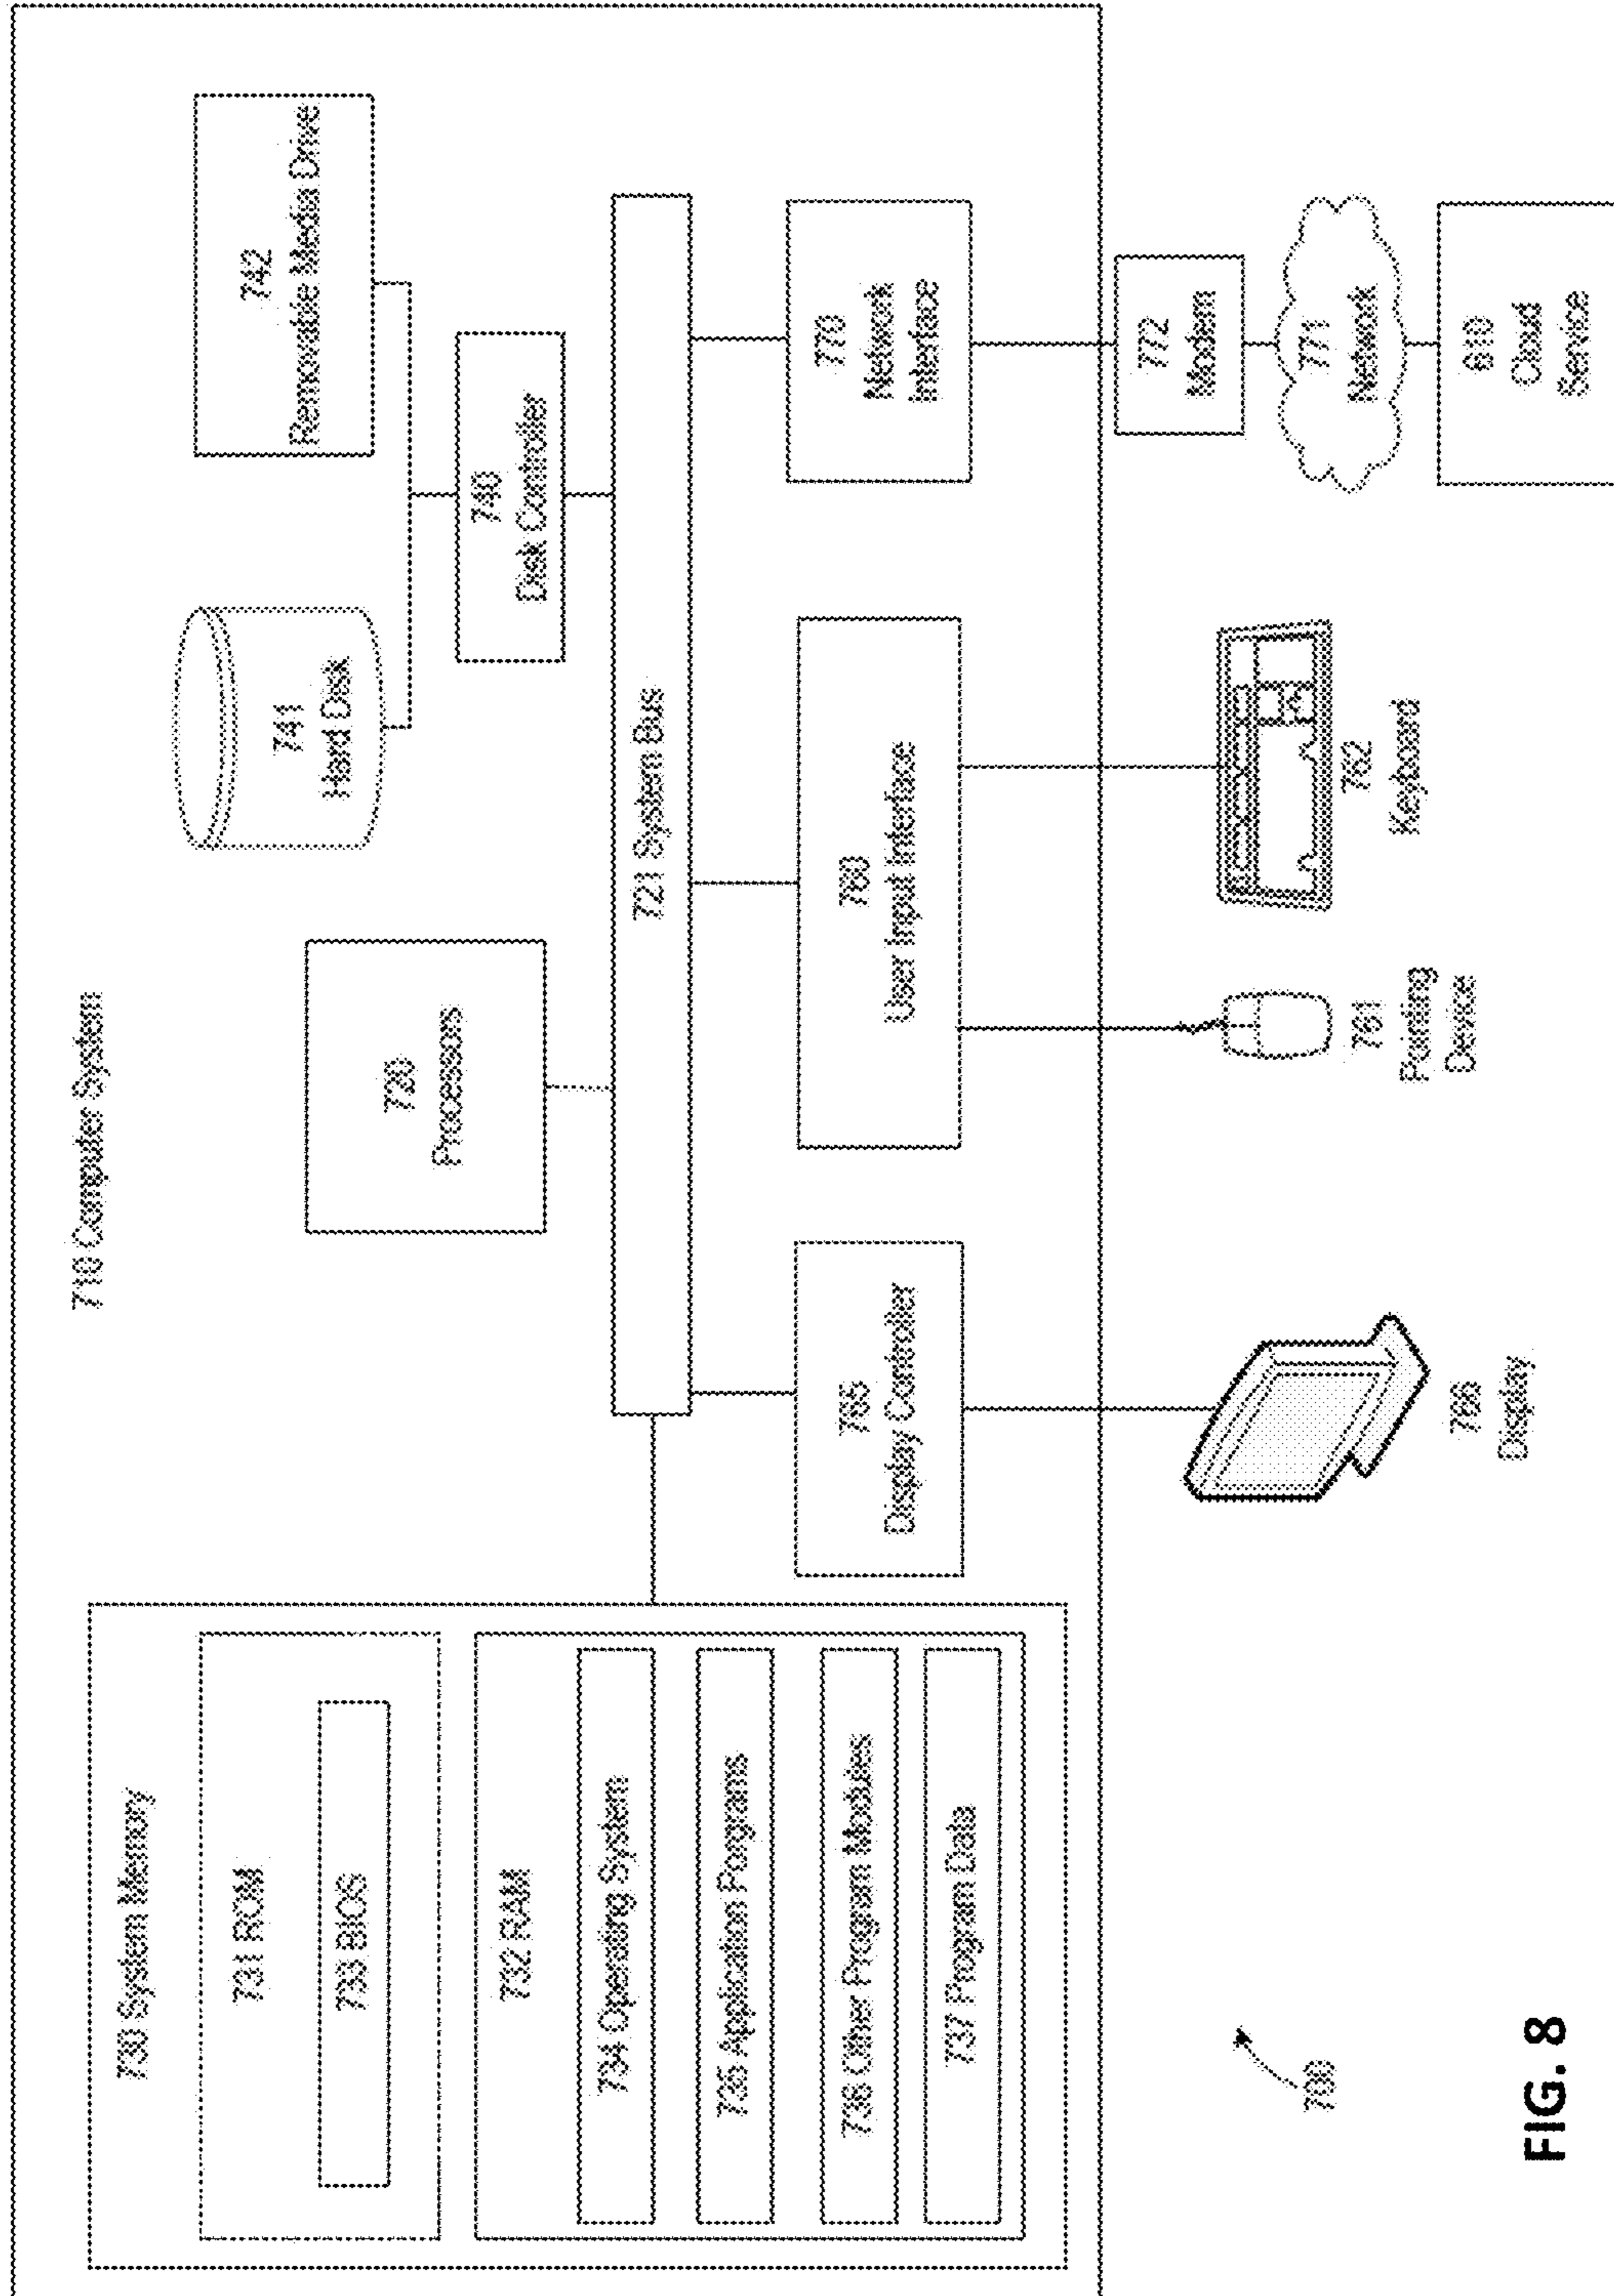 710 Computer System
730 System Memory
731 ROM
733 BIOS
732 RAM
734 Operating System
735 Application Porgrams
736 Other Program Modules
737 Program Data
720
Processors
741
Hard Disk
742
Removable Media Drive
740
Disk Controller
721 System Bus
765
Display Controller
760
User Input Interface
770
Network
Interface
772
Modem
771
Network
610
Cloud
Service
766
Display
761
Pointing
Device
762
Keyboard
700
FIG. 8